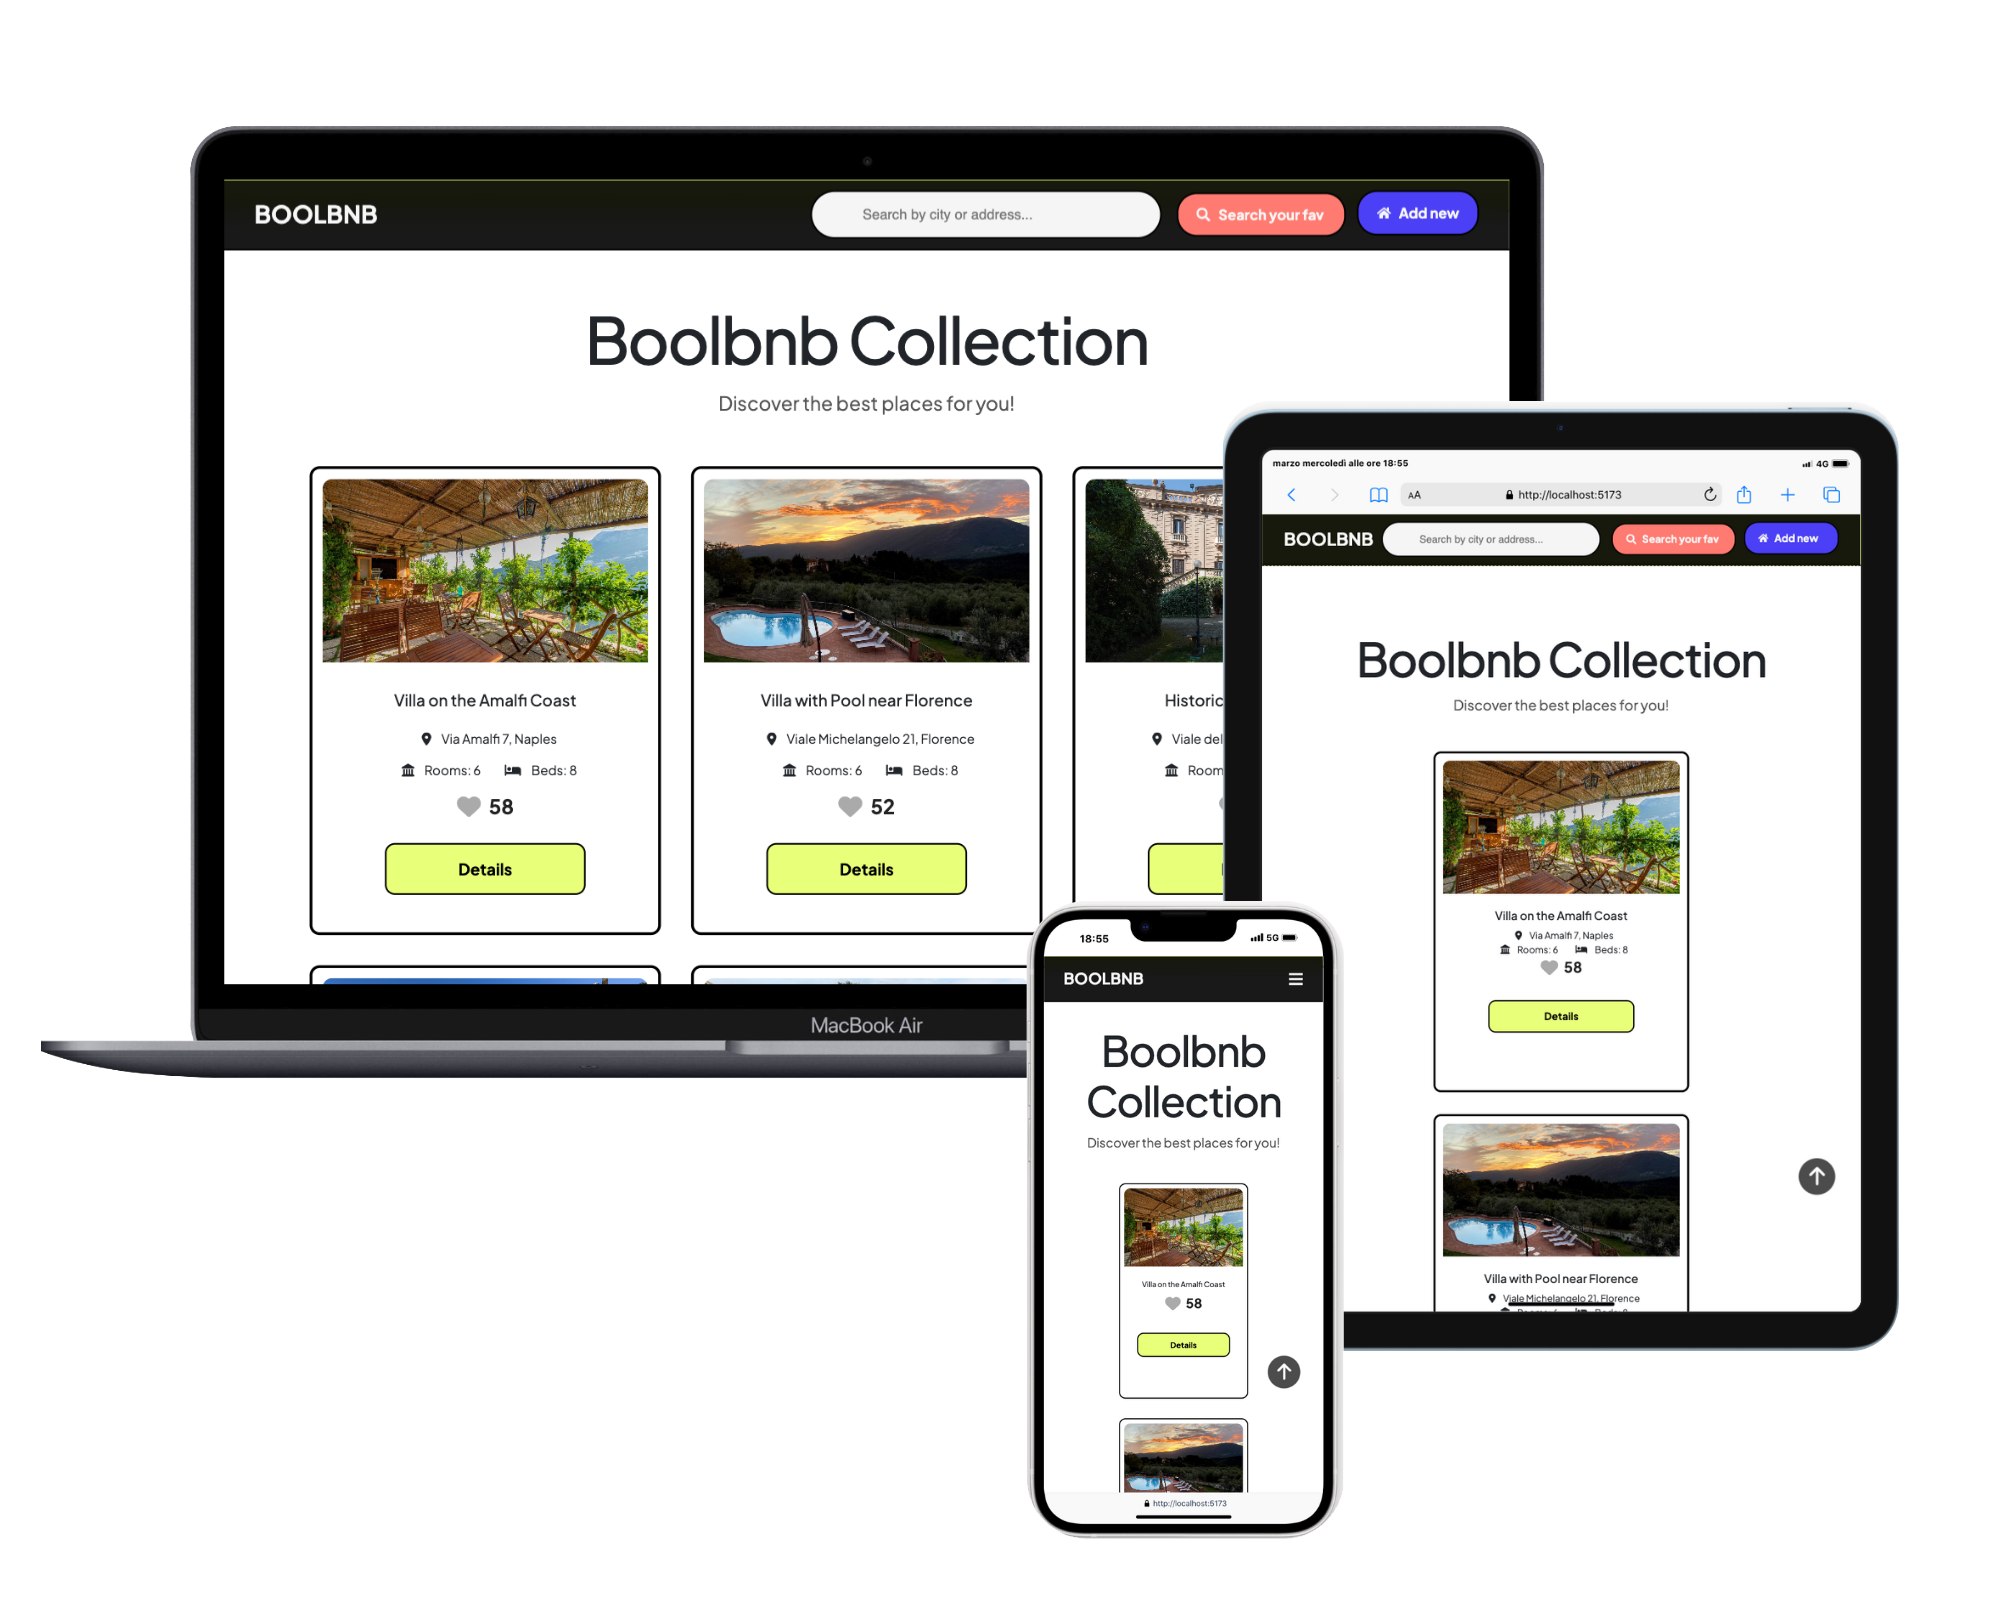 BOOLBNB
Search by city or address...
Search your fav
Add new
Boolbnb Collection
Discover the best places for you!
Villa on the Amalfi Coast
Via Amalfi 7, Naples
Rooms: 6 Beds: 8
58
Details
Villa with Pool near Florence
Viale Michelangelo 21, Florence
Rooms: 6 Beds: 8
52
Details
Historic
Viale del
Room
MacBook Air
marzo mercoledì alle ore 18:55
4G
AA
http://localhost:5173
BOOLBNB
Search by city or address...
Search your fav
Add new
Boolbnb Collection
Discover the best places for you!
Villa on the Amalfi Coast
Via Amalfi 7, Naples
Rooms: 6 Beds: 8
58
Details
Villa with Pool near Florence
Viale Michelangelo 21, Florence
18:55
5G
BOOLBNB
Boolbnb
Collection
Discover the best places for you!
Villa on the Amalfi Coast
58
Details
http://localhost:5173